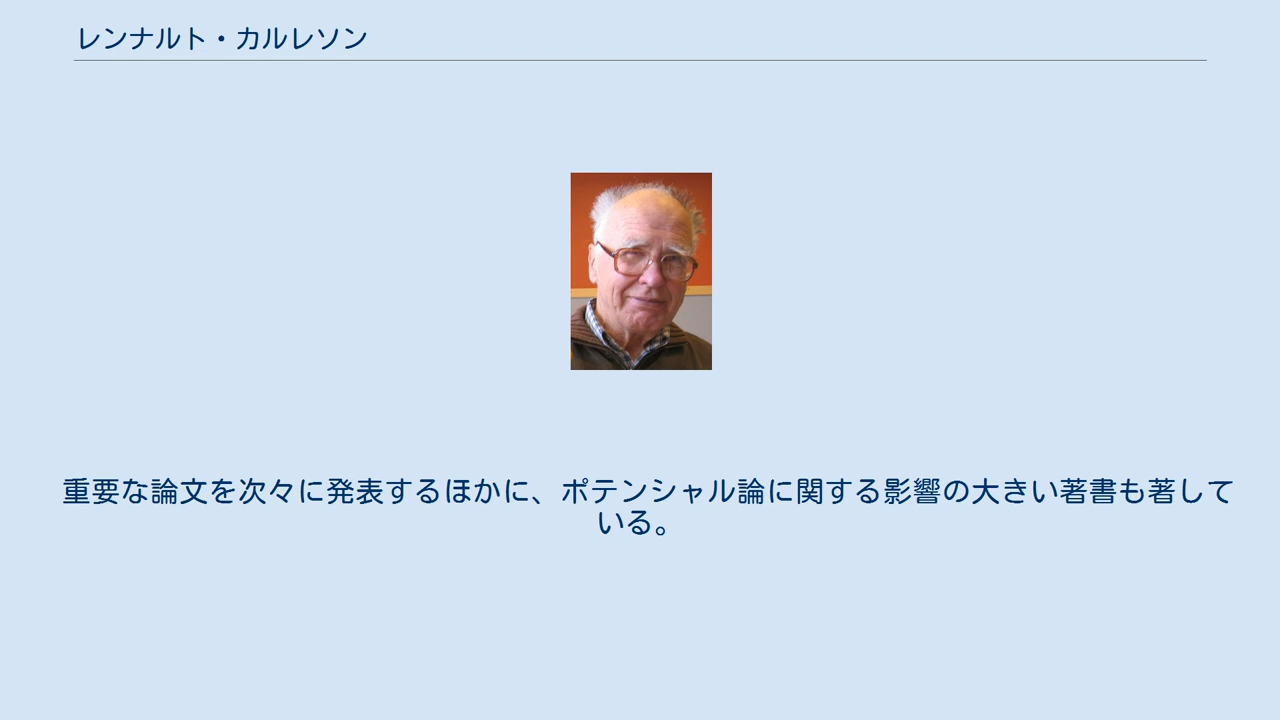 レンナルト・カルレソン
重要な論文を次々に発表するほかに、ポテンシャル論に関する影響の大きい著書も著して
いる。